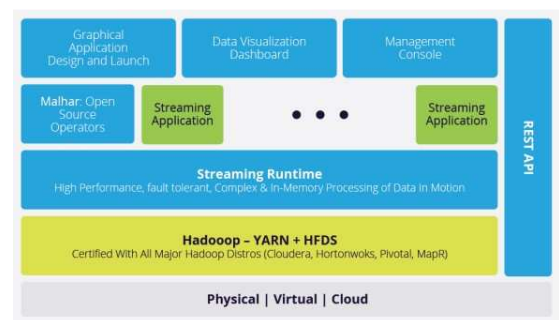 Graphical
Application
Design and Launch
Data Visualization
Dashboard
Management
Console
Malhar: Open
Source
Operators
Streaming
Application
Streaming
Application
REST API
Streaming Runtime
High Performance, fault tolerant, Complex & In-Memory Processing of Data In Motion
Hadooop – YARN + HFDS
Certified With All Major Hadoop Distros (Cloudera, Hortonwoks, Pivotal, MapR)
Physical | Virtual | Cloud